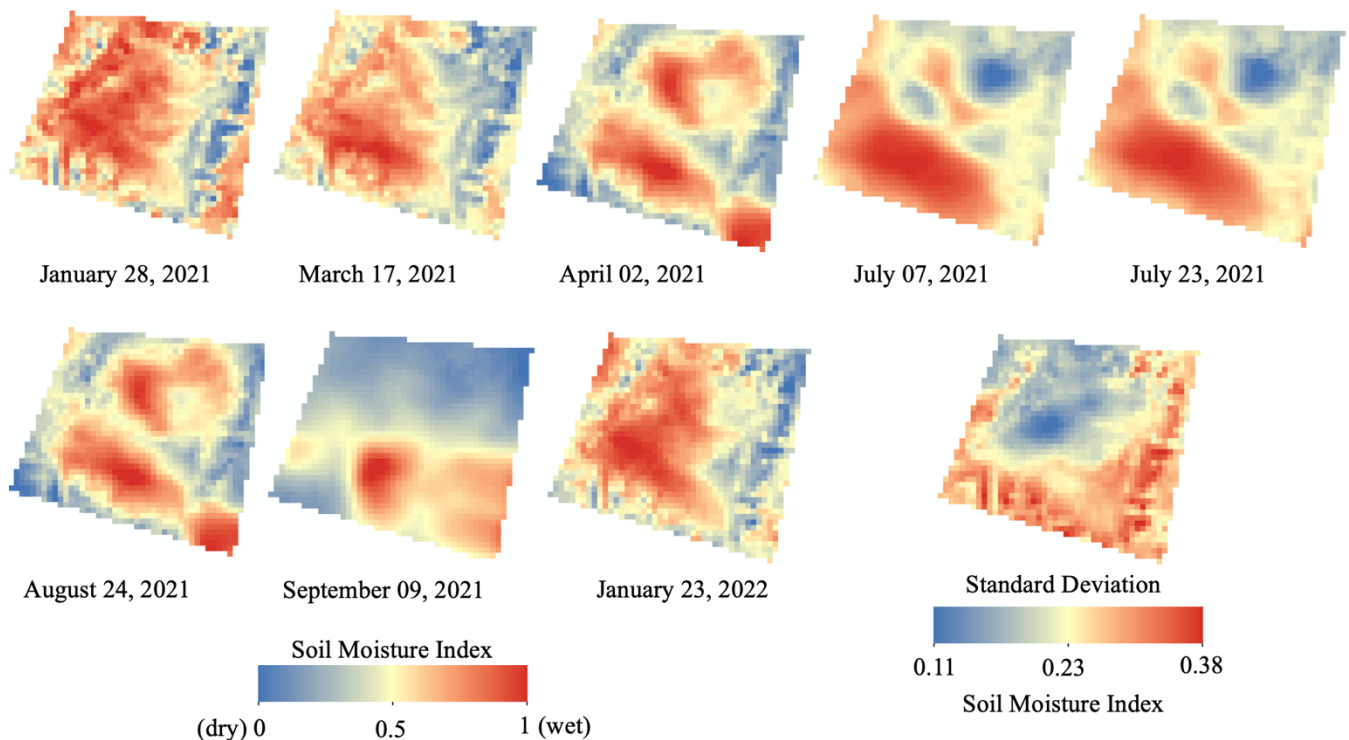 January 28, 2021
March 17, 2021
April 02, 2021
July 07, 2021
July 23, 2021
August 24, 2021
September 09, 2021
January 23, 2022
Standard Deviation
0.11
0.23
0.38
Soil Moisture Index
Soil Moisture Index
(dry) 0
0.5
1 (wet)